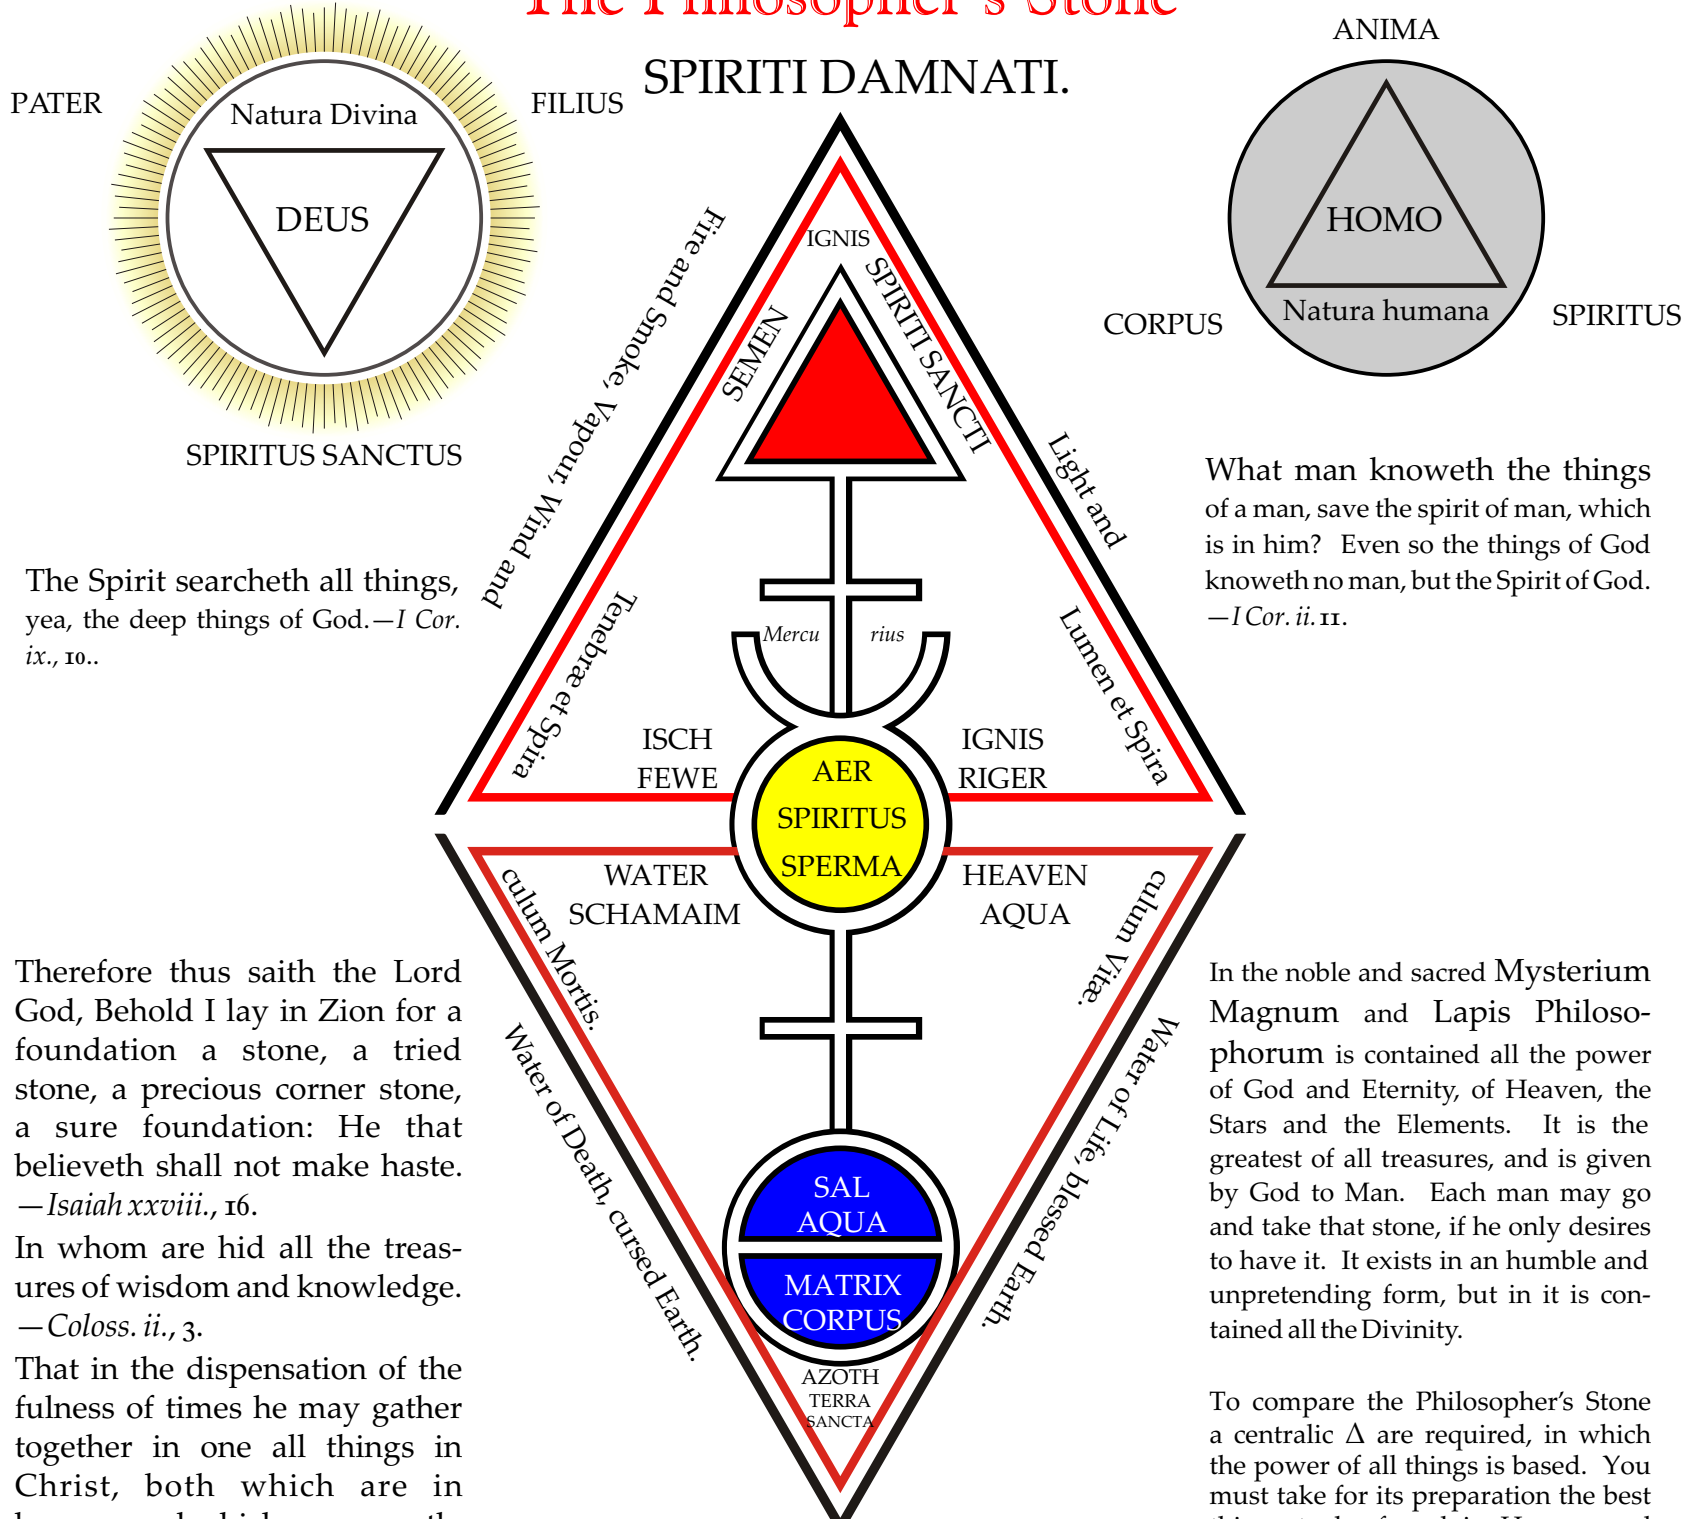 The Philosopher's Stone
SPIRITI DAMNATI.
PATER
FILIUS
Natura Divina
DEUS
SPIRITUS SANCTUS
ANIMA
HOMO
Natura humana
CORPUS
SPIRITUS
The Spirit searcheth all things,
yea, the deep things of God.—I Cor.
ix., 10..
What man knoweth the things
of a man, save the spirit of man, which
is in him? Even so the things of God
knoweth no man, but the Spirit of God.
—I Cor. ii. 11.
Fire and Smoke, Vapour, Wind and
Light and
IGNIS
SEMEN
SPIRITI SANCTI
Tenebræ et Spira
Lumen et Spira
Mercu
rius
ISCH
FEWE
IGNIS
RIGER
AER
SPIRITUS
SPERMA
WATER
SCHAMAIM
HEAVEN
AQUA
culum Mortis.
culum Vitæ.
Water of Death, cursed Earth.
Water of Life, blessed Earth.
SAL
AQUA
MATRIX
CORPUS
AZOTH
TERRA
SANCTA
Therefore thus saith the Lord
God, Behold I lay in Zion for a
foundation a stone, a tried
stone, a precious corner stone,
a sure foundation: He that
believeth shall not make haste.
—Isaiah xxviii., 16.
In whom are hid all the treas-
ures of wisdom and knowledge.
—Coloss. ii., 3.
That in the dispensation of the
fulness of times he may gather
together in one all things in
Christ, both which are in
In the noble and sacred Mysterium
Magnum and Lapis Philoso-
phorum is contained all the power
of God and Eternity, of Heaven, the
Stars and the Elements. It is the
greatest of all treasures, and is given
by God to Man. Each man may go
and take that stone, if he only desires
to have it. It exists in an humble and
unpretending form, but in it is con-
tained all the Divinity.
To compare the Philosopher's Stone
a centralic Δ are required, in which
the power of all things is based. You
must take for its preparation the best